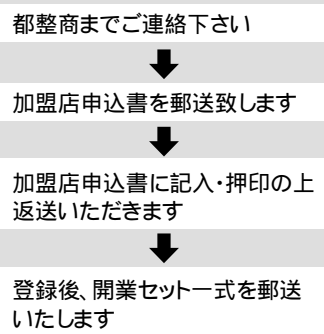 都整商までご連絡下さい
加盟店申込書を郵送致します
加盟店申込書に記入・押印の上
返送いただきます
登録後、開業セット一式を郵送
いたします